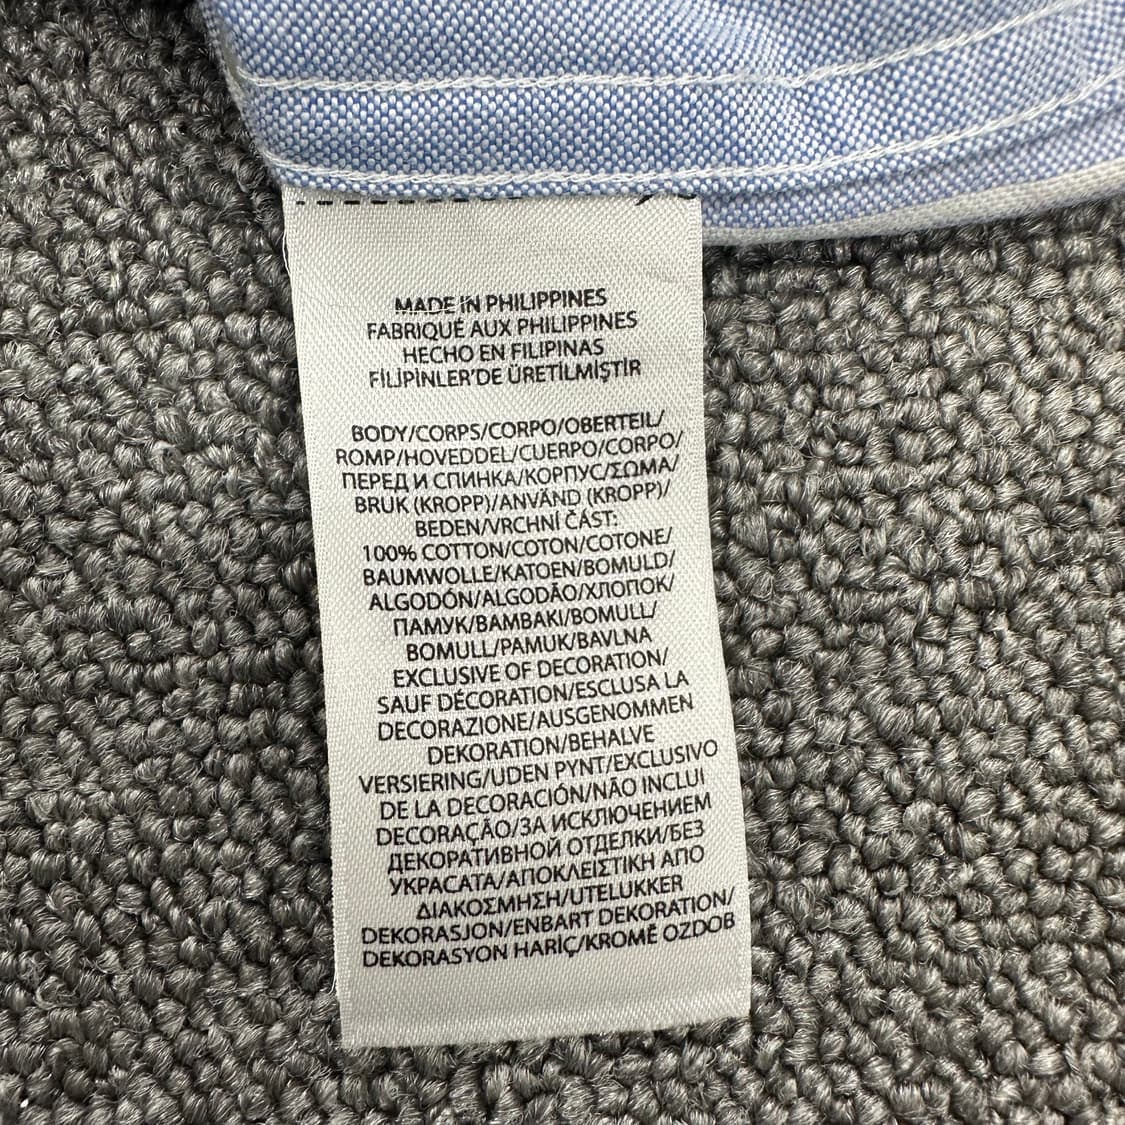 MADE IN PHILIPPINES
FABRIQUÉ AUX PHILIPPINES
HECHO EN FILIPINAS
FİLİPİNLER'DE ÜRETİLMİŞTİR
BODY/CORPS/CORPO/OBERTEIL/
ROMP/HOVEDDEL/CUERPO/CORPO/
ПЕРЕД И СПИНКА/КОРПУС/ΣΩΜΑ/
BRUK (KROPP)/ANVÄND (KROPP)/
BEDEN/VRCHNÍ ČÁST:
100% COTTON/COTON/COTONE/
BAUMWOLLE/KATOEN/BOMULD/
ALGODÓN/ALGODÃO/ХЛОПОК/
ПАМУК/ΒΑΜΒΑΚΙ/BOMULL/
BOMULL/PAMUK/BAVLNA
EXCLUSIVE OF DECORATION/
SAUF DÉCORATION/ESCLUSA LA
DECORAZIONE/AUSGENOMMEN
DEKORATION/BEHALVE
VERSIERING/UDEN PYNT/EXCLUSIVO
DE LA DECORACIÓN/NÃO INCLUI
DECORAÇÃO/ЗА ИСКЛЮЧЕНИЕМ
ДЕКОРАТИВНОЙ ОТДЕЛКИ/БЕЗ
УКРАСАТА/ΑΠΟΚΛΕΙΣΤΙΚΗ ΑΠΟ
ΔΙΑΚΟΣΜΗΣΗ/UTELUKKER
DEKORASJON/ENBART DEKORATION/
DEKORASYON HARİÇ/KROMĚ OZDOB